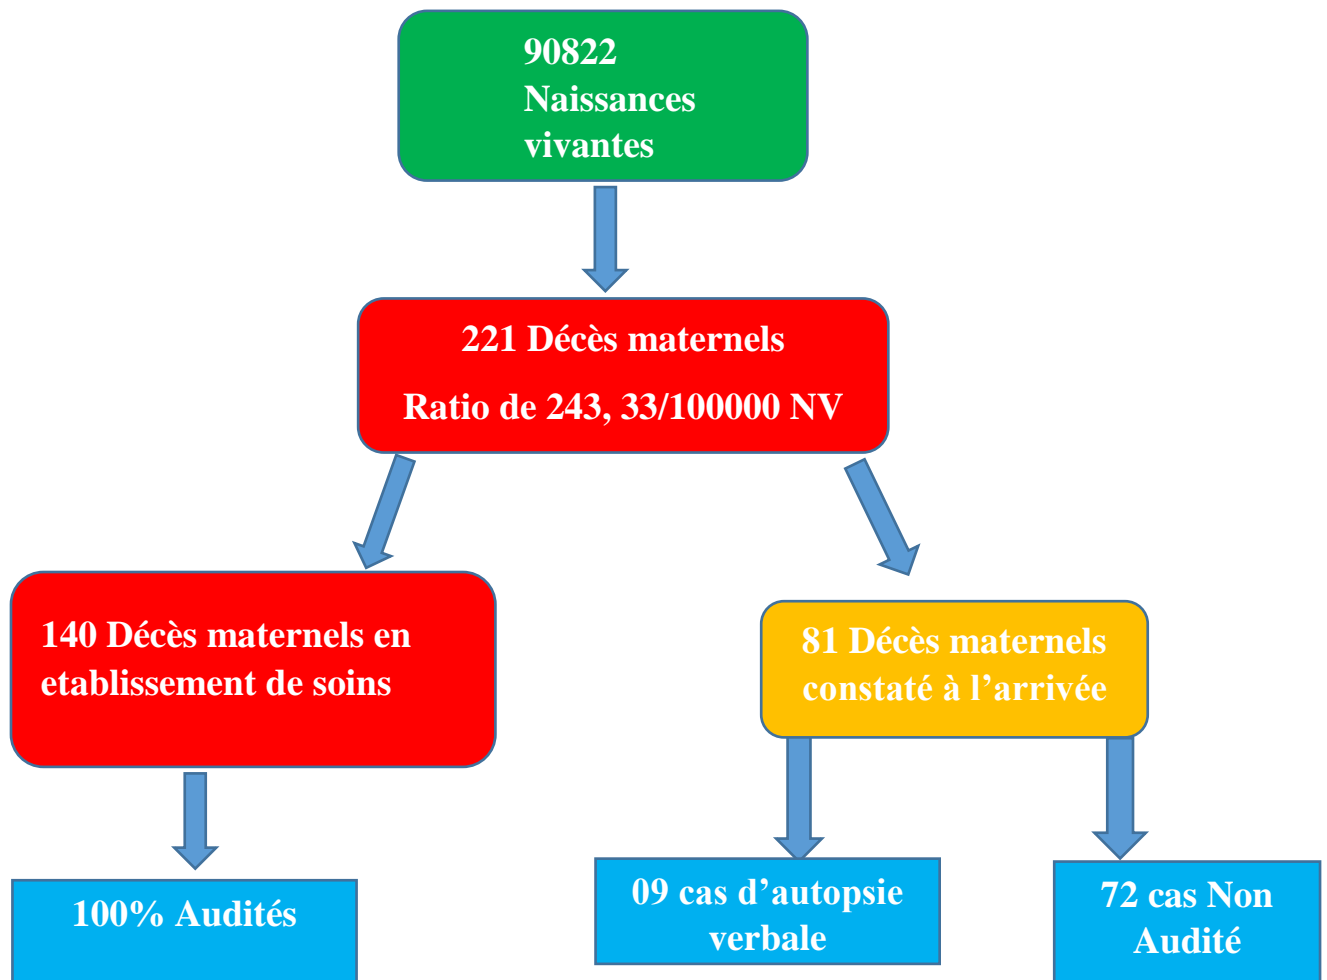 90822
Naissances
vivantes
221 Décès maternels
Ratio de 243, 33/100000 NV
140 Décès maternels en
etablissement de soins
81 Décès maternels
constaté à l’arrivée
100% Audités
09 cas d’autopsie
verbale
72 cas Non
Audité